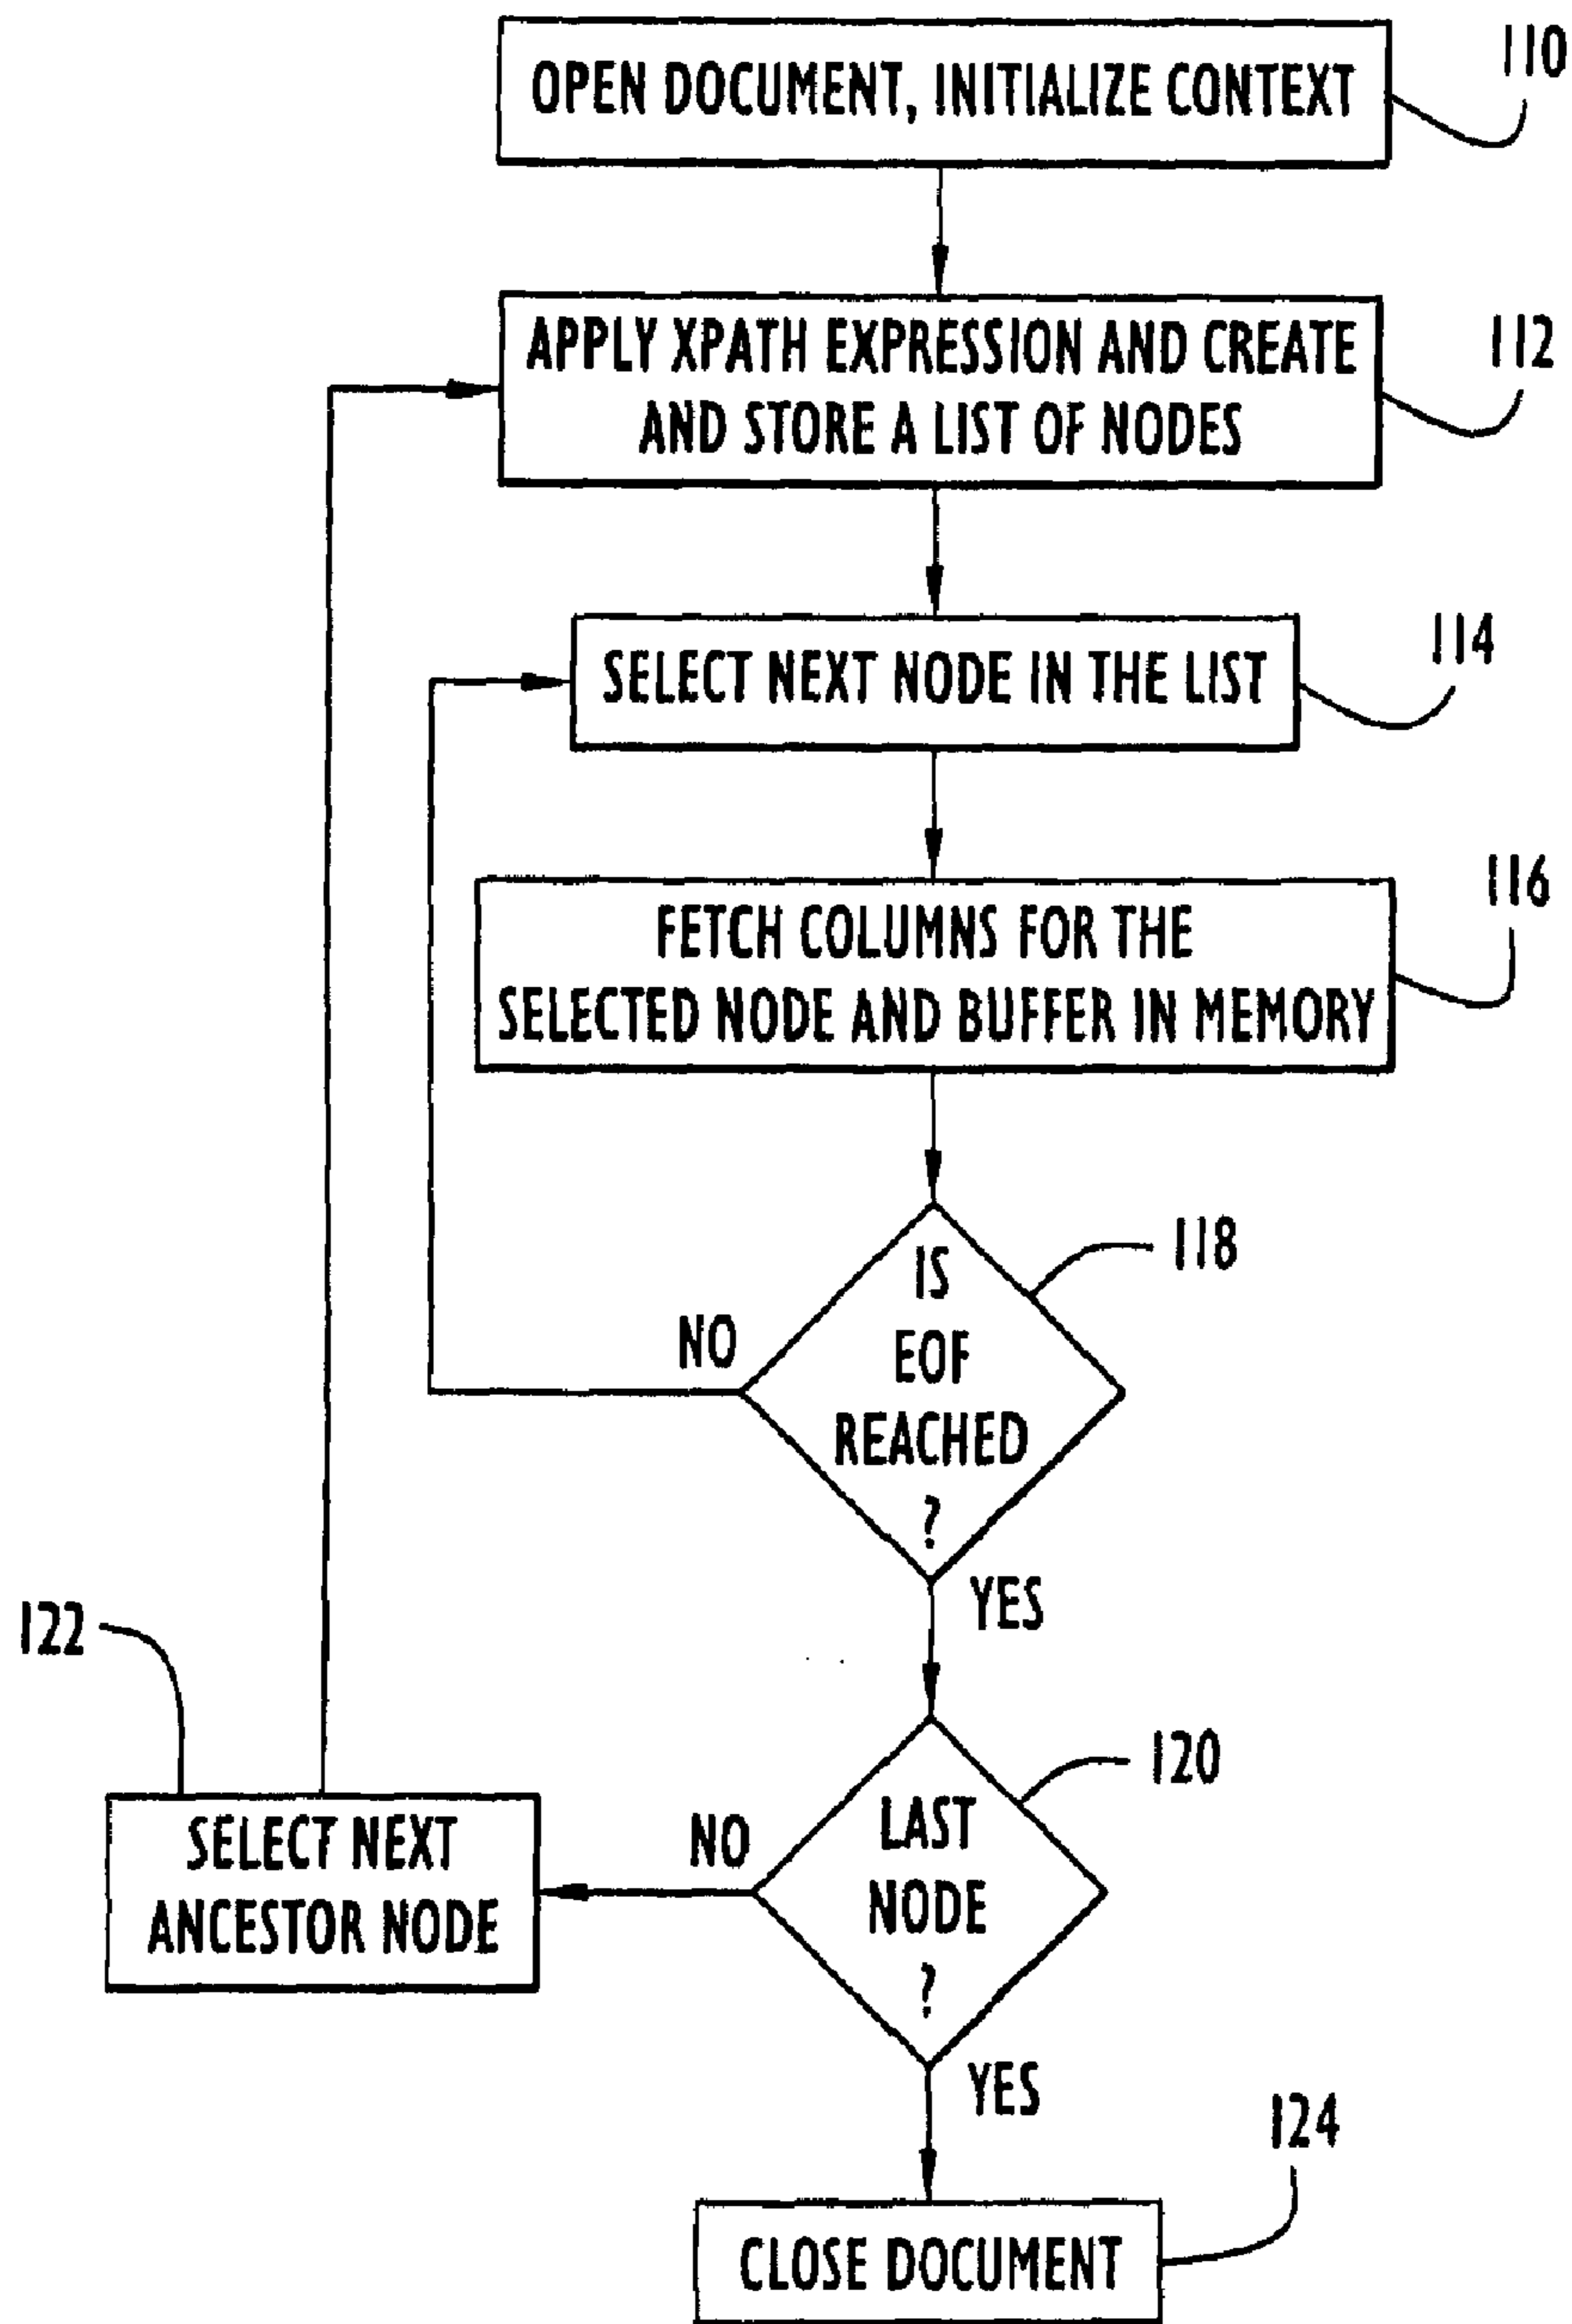 OPEN DOCUMENT, INITIALIZE CONTEXT
110
APPLY XPATH EXPRESSION AND CREATE
AND STORE A LIST OF NODES
112
SELECT NEXT NODE IN THE LIST
114
FETCH COLUMNS FOR THE
SELECTED NODE AND BUFFER IN MEMORY
116
IS
EOF
REACHED
?
118
NO
YES
LAST
NODE
?
120
NO
YES
122
SELECT NEXT
ANCESTOR NODE
CLOSE DOCUMENT
124